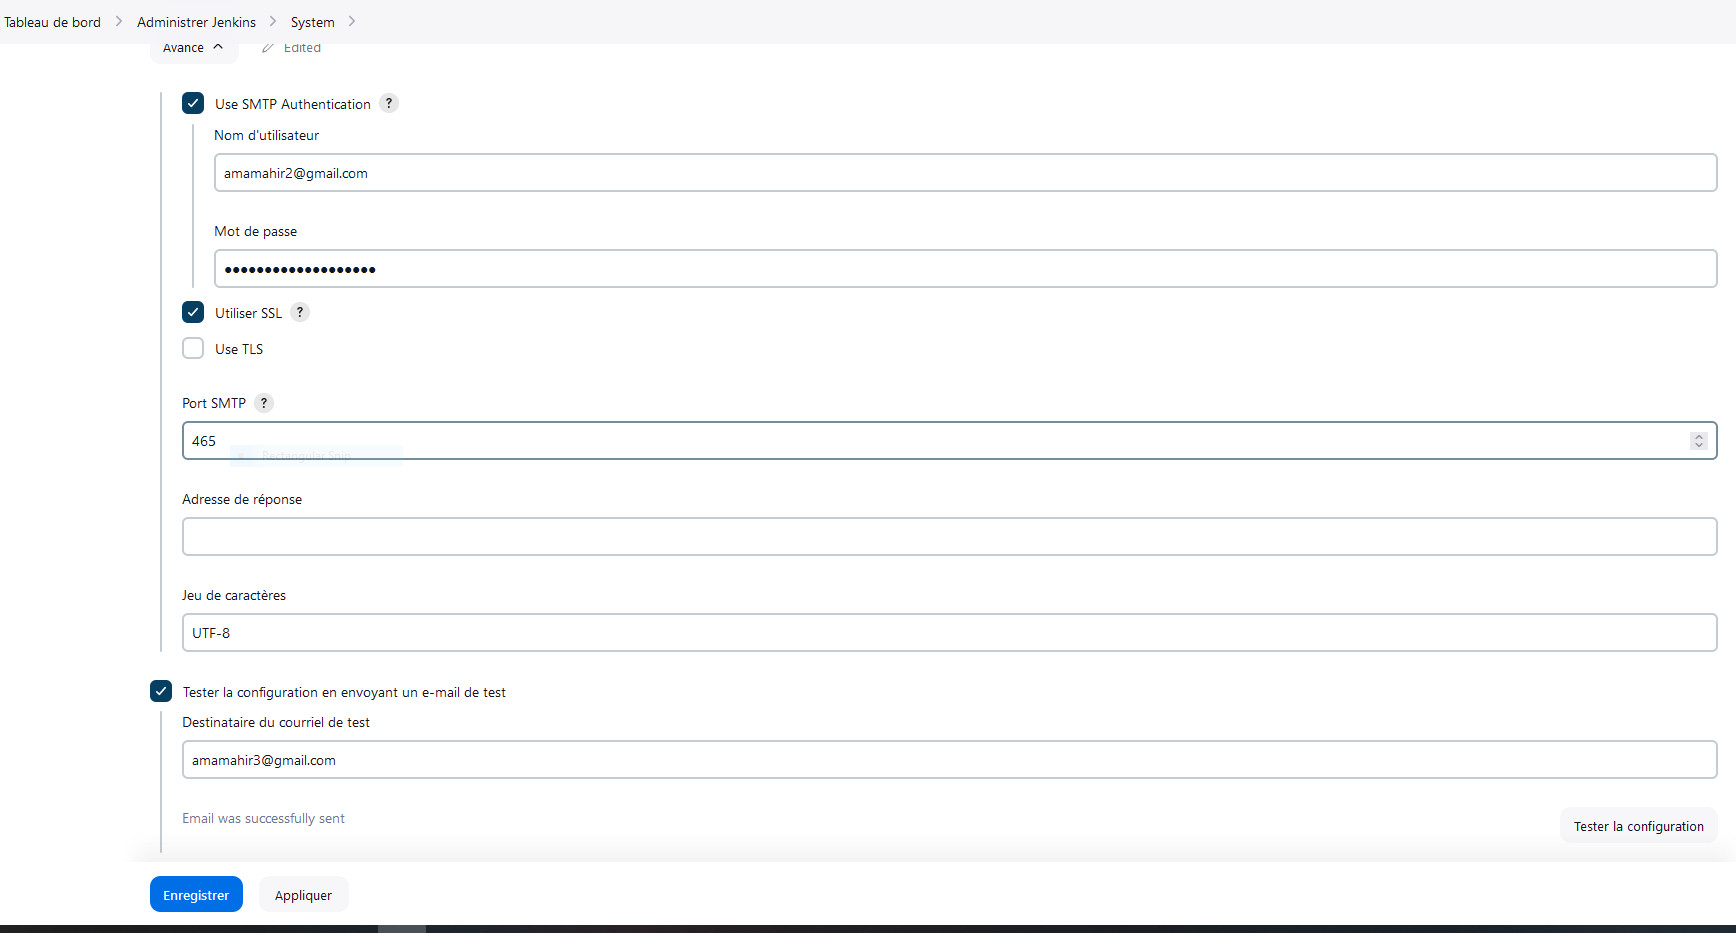 Tableau de bord > Administrer Jenkins > System >
Avancé ^ Edited
Use SMTP Authentication ?
Nom d'utilisateur
amamahir2@gmail.com
Mot de passe
•••••••••••••••••••
Utiliser SSL ?
Use TLS
Port SMTP ?
465
Rectangular Snip
Adresse de réponse
Jeu de caractères
UTF-8
Tester la configuration en envoyant un e-mail de test
Destinataire du courriel de test
amamahir3@gmail.com
Email was successfully sent
Tester la configuration
Enregistrer Appliquer